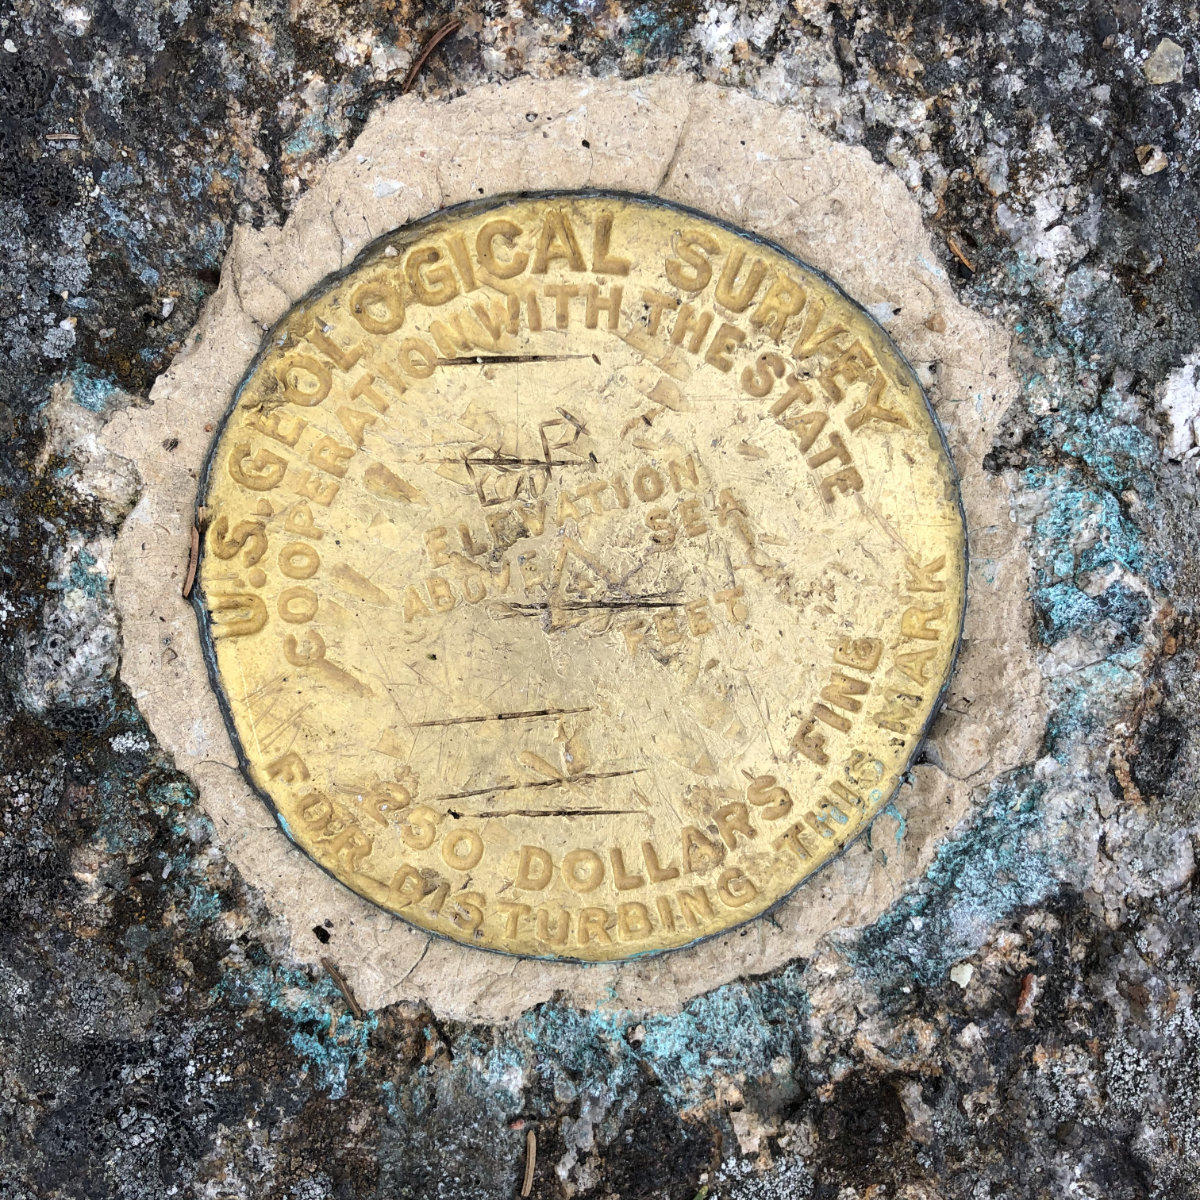 U.S. GEOLOGICAL SURVEY
COOPERATION WITH THE STATE
ELEVATION
ABOVE SEA
FEET
250 DOLLARS FINE
FOR DISTURBING THIS MARK